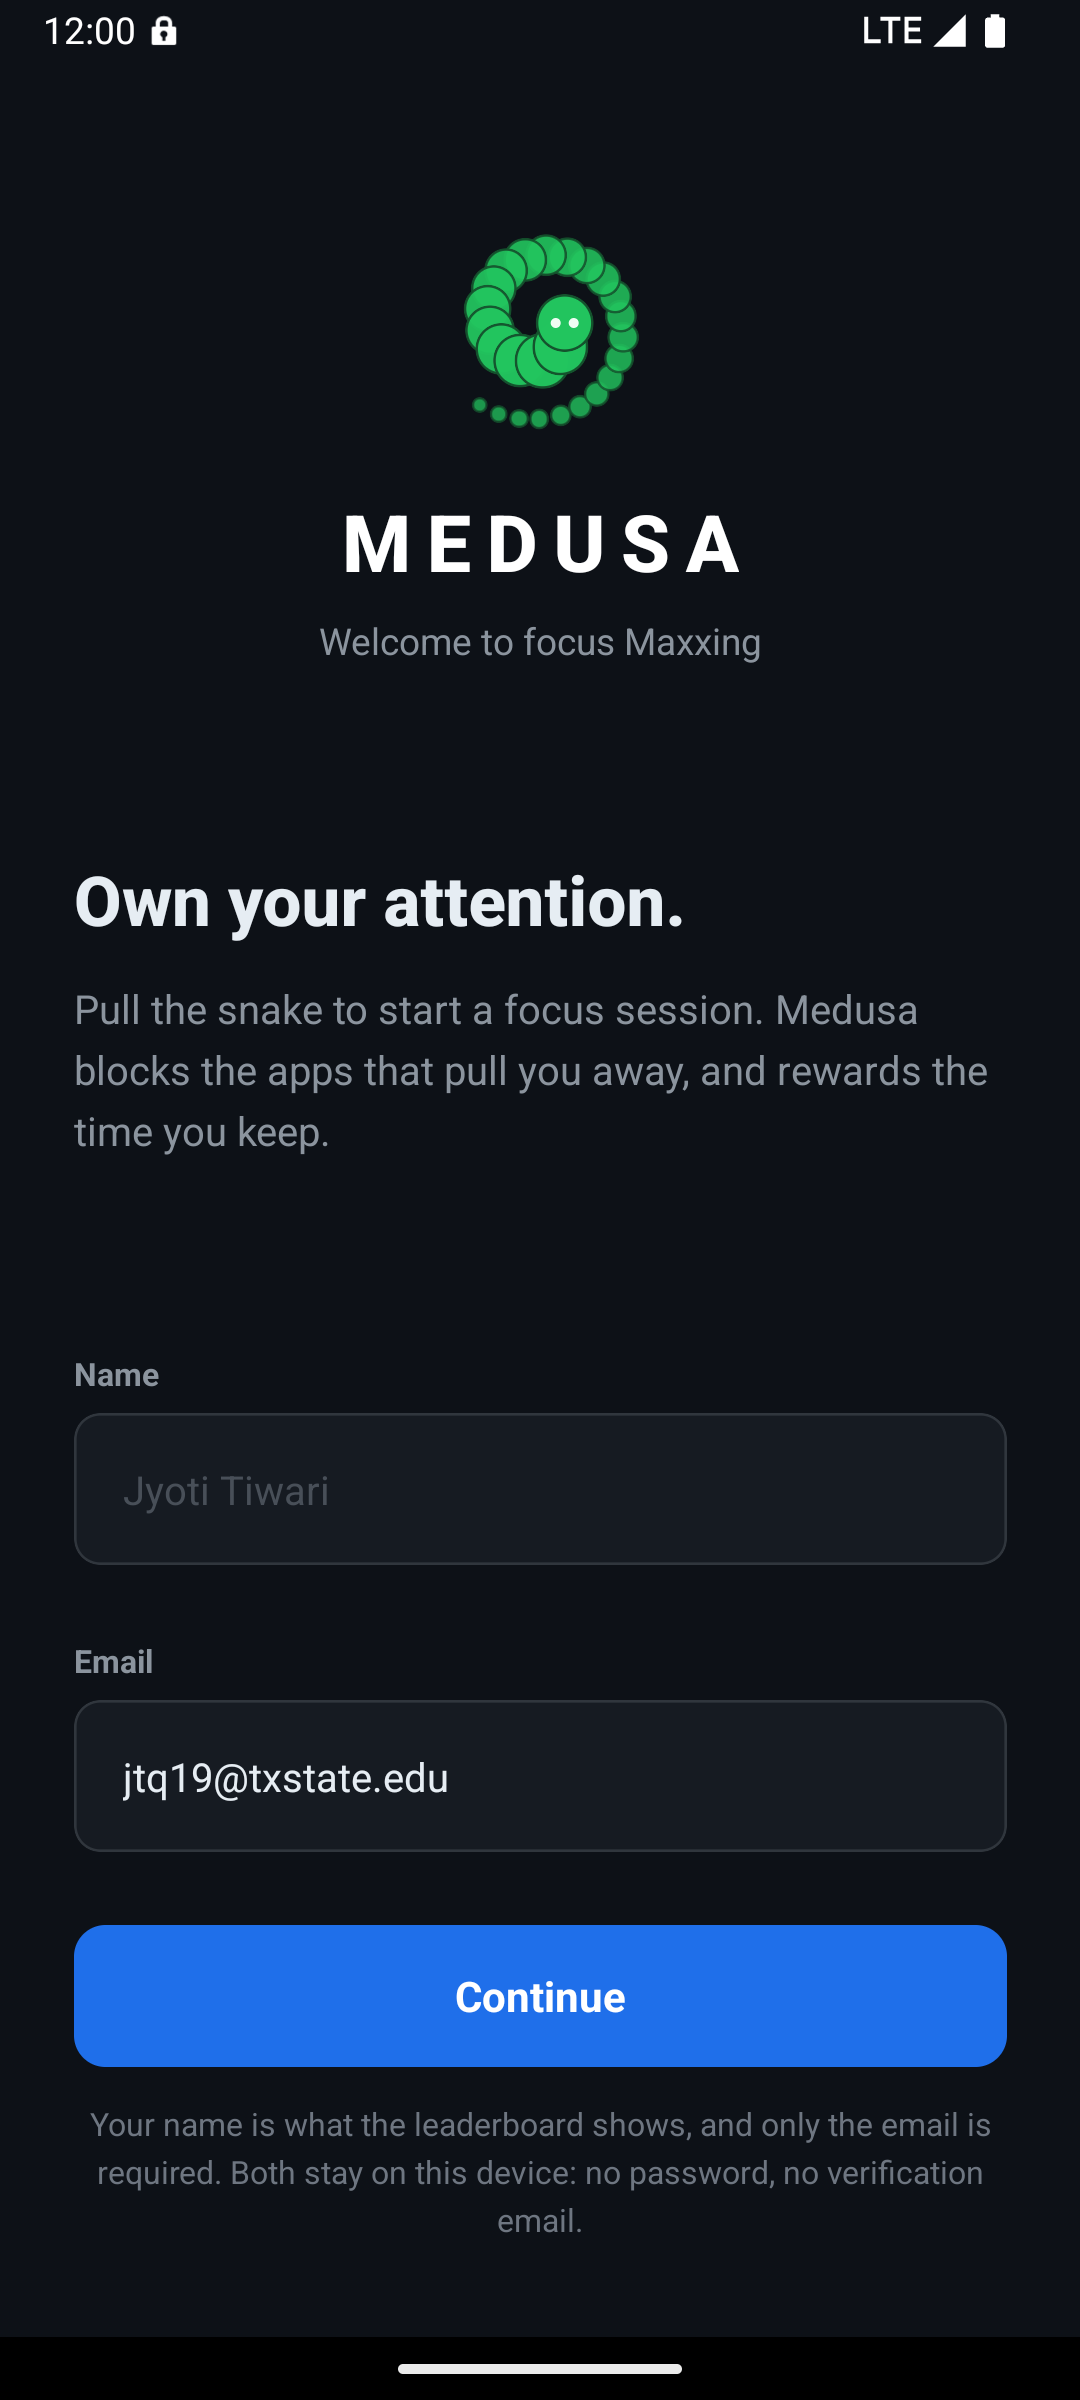 12:00
LTE
MEDUSA
Welcome to focus Maxxing
Own your attention.
Pull the snake to start a focus session. Medusa
blocks the apps that pull you away, and rewards the
time you keep.
Name
Jyoti Tiwari
Email
jtq19@txstate.edu
Continue
Your name is what the leaderboard shows, and only the email is
required. Both stay on this device: no password, no verification
email.